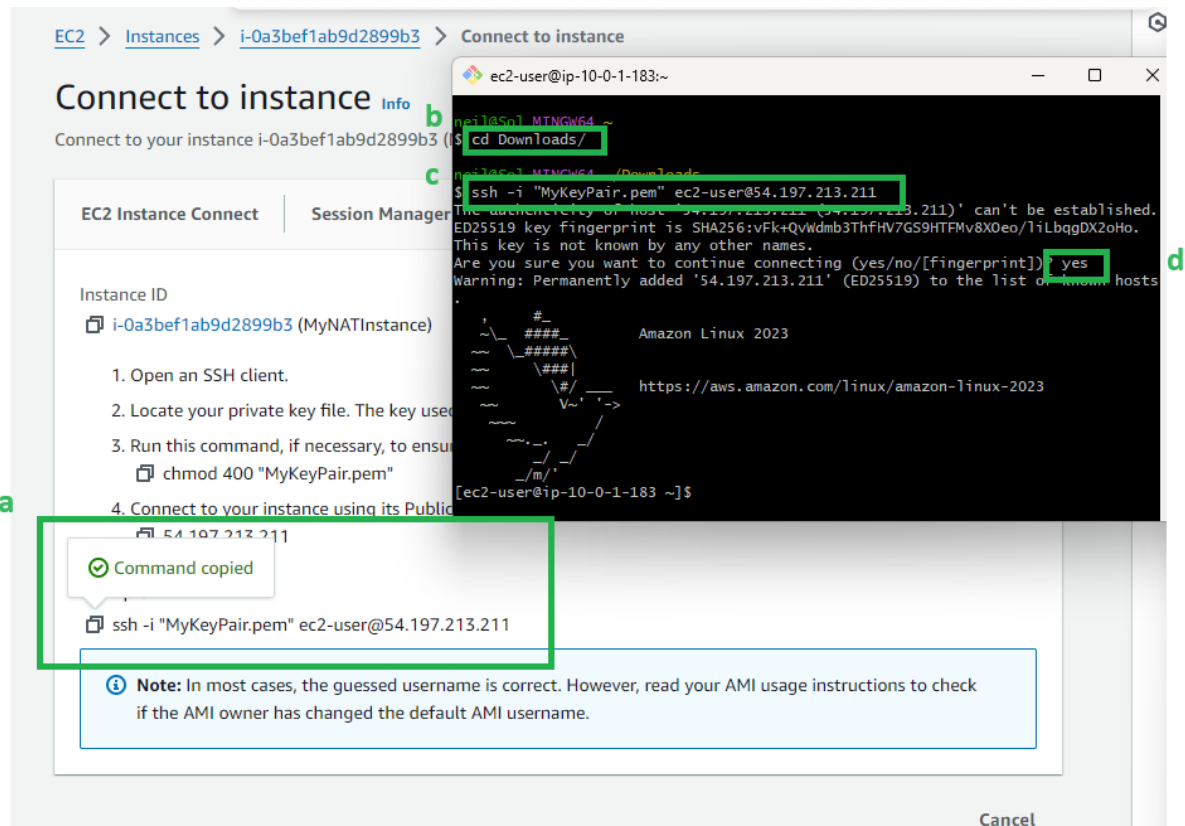 EC2 > Instances > i-0a3bef1ab9d2899b3 > Connect to instance
Connect to instance Info
Connect to your instance i-0a3bef1ab9d2899b3 (
EC2 Instance Connect
Session Manager
Instance ID
i-0a3bef1ab9d2899b3 (MyNATInstance)
1. Open an SSH client.
2. Locate your private key file. The key used
3. Run this command, if necessary, to ensu
chmod 400 "MyKeyPair.pem"
a
4. Connect to your instance using its Public
54.197.213.211
Command copied
ssh -i "MyKeyPair.pem" ec2-user@54.197.213.211
Note: In most cases, the guessed username is correct. However, read your AMI usage instructions to check
if the AMI owner has changed the default AMI username.
Cancel
ec2-user@ip-10-0-1-183:~
b
neil@Sol MINGW64 ~
$ cd Downloads/
c
neil@Sol MINGW64 ~/Downloads
$ ssh -i "MyKeyPair.pem" ec2-user@54.197.213.211
The authenticity of host '54.197.213.211 (54.197.213.211)' can't be established.
ED25519 key fingerprint is SHA256:vFk+QvWdmb3ThfHV7GS9HTFMv8XOeo/liLbqgDX2oHo.
This key is not known by any other names.
Are you sure you want to continue connecting (yes/no/[fingerprint])? yes
d
Warning: Permanently added '54.197.213.211' (ED25519) to the list of known hosts
.
Amazon Linux 2023
https://aws.amazon.com/linux/amazon-linux-2023
[ec2-user@ip-10-0-1-183 ~]$